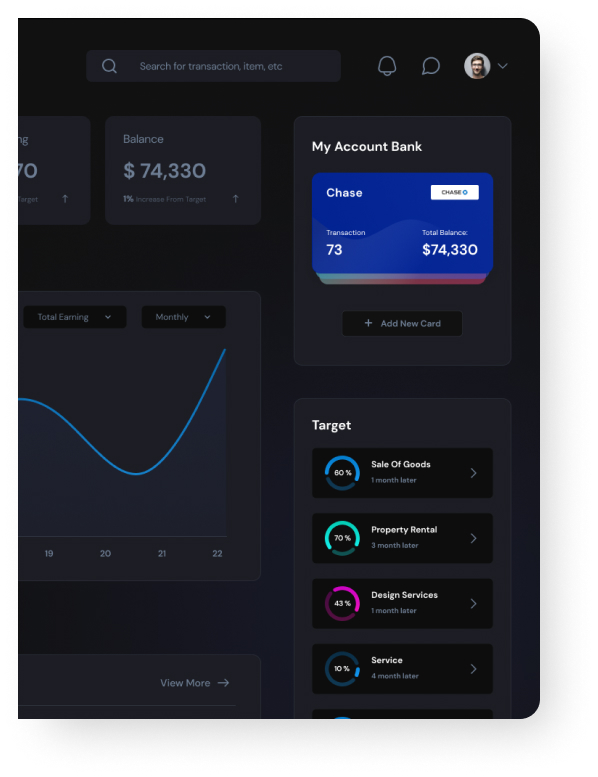 Search for transaction, item, etc
ng
70
Target
Balance
$ 74,330
1% Increase From Target
My Account Bank
Chase
CHASE
Transaction
73
Total Balance:
$74,330
+ Add New Card
Total Earning
Monthly
19
20
21
22
Target
60 %
Sale Of Goods
1 month later
70 %
Property Rental
3 month later
43 %
Design Services
1 month later
10 %
Service
4 month later
View More